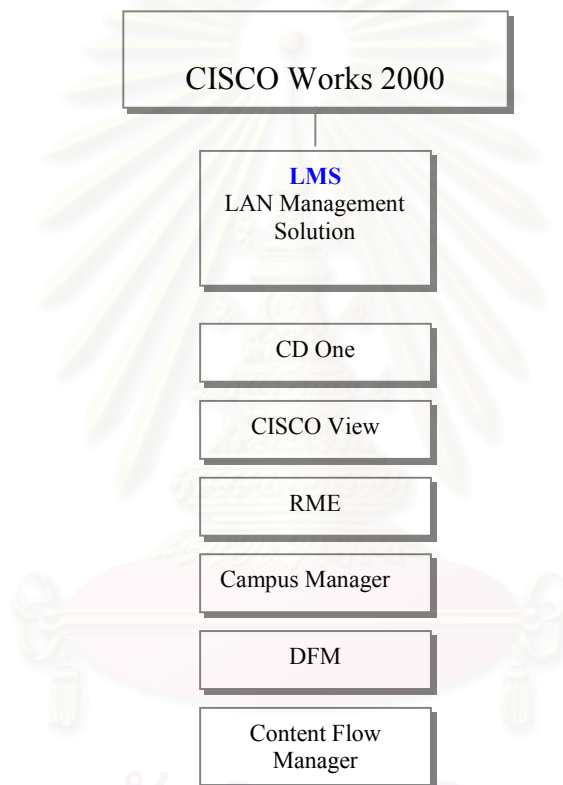 CISCO Works 2000
LMS
LAN Management
Solution
CD One
CISCO View
RME
Campus Manager
DFM
Content Flow
Manager